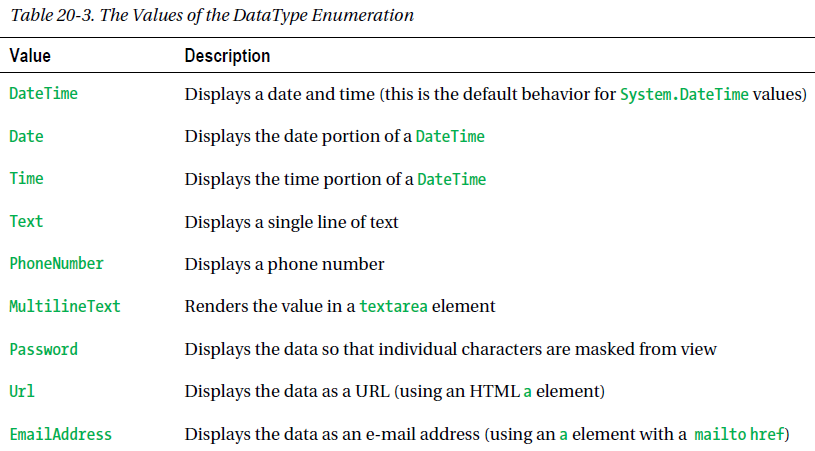 Table 20-3. The Values of the DataType Enumeration
Value Description
DateTime Displays a date and time (this is the default behavior for System.DateTime values)
Date Displays the date portion of a DateTime
Time Displays the time portion of a DateTime
Text Displays a single line of text
PhoneNumber Displays a phone number
MultilineText Renders the value in a textarea element
Password Displays the data so that individual characters are masked from view
Url Displays the data as a URL (using an HTML a element)
EmailAddress Displays the data as an e-mail address (using an a element with a mailto href)